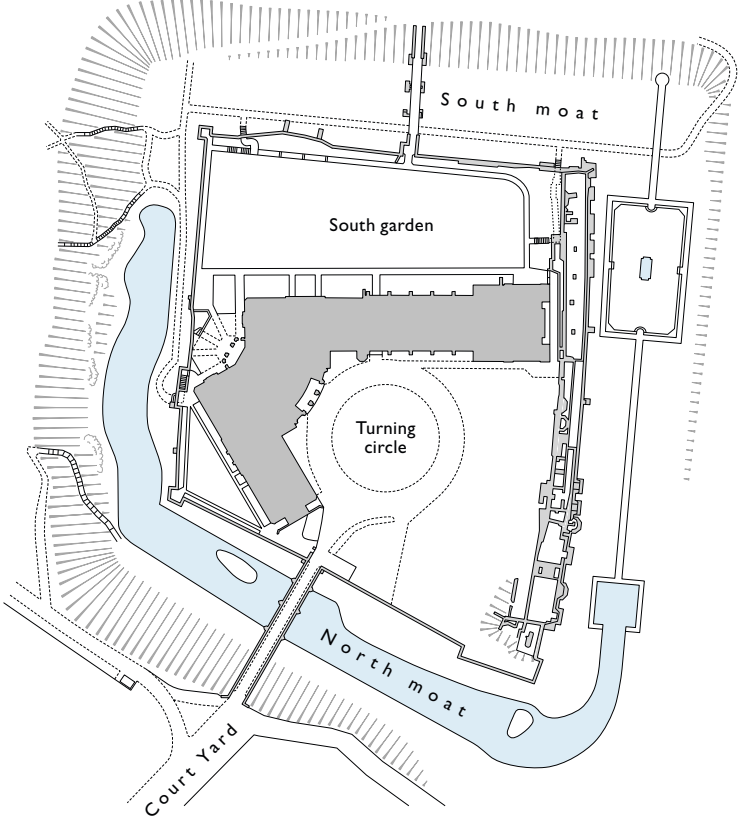 South moat
South garden
Turning
circle
North moat
Court Yard